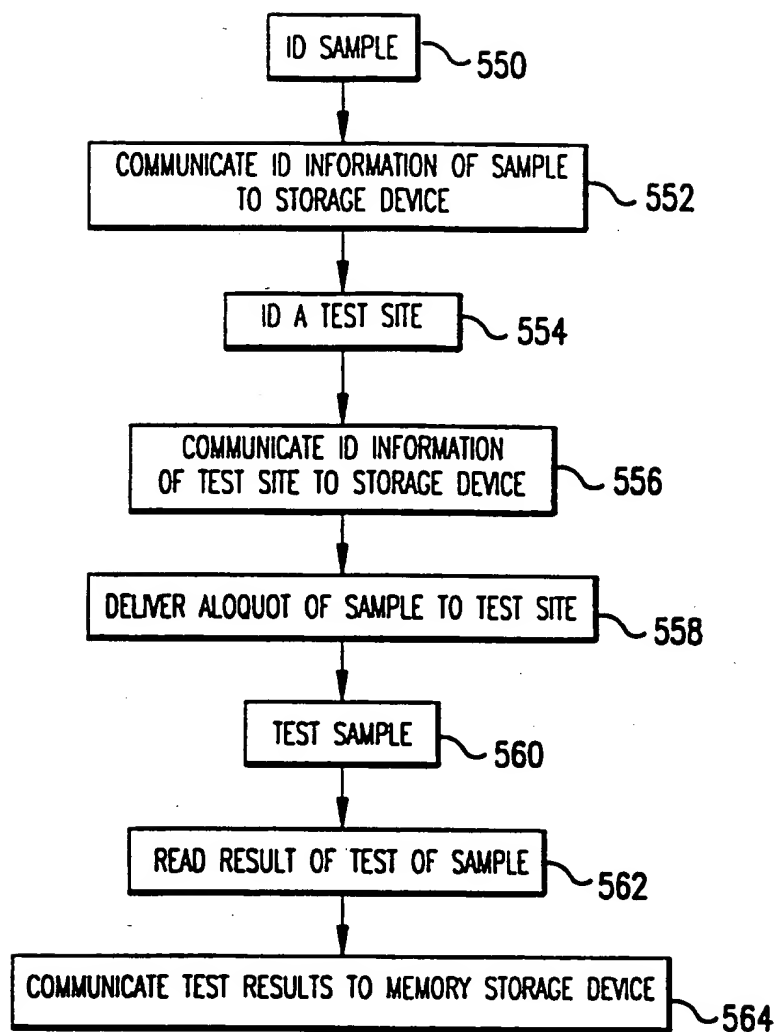 ID SAMPLE
550
COMMUNICATE ID INFORMATION OF SAMPLE
TO STORAGE DEVICE
552
ID A TEST SITE
554
COMMUNICATE ID INFORMATION
OF TEST SITE TO STORAGE DEVICE
556
DELIVER ALOQUOT OF SAMPLE TO TEST SITE
558
TEST SAMPLE
560
READ RESULT OF TEST OF SAMPLE
562
COMMUNICATE TEST RESULTS TO MEMORY STORAGE DEVICE
564